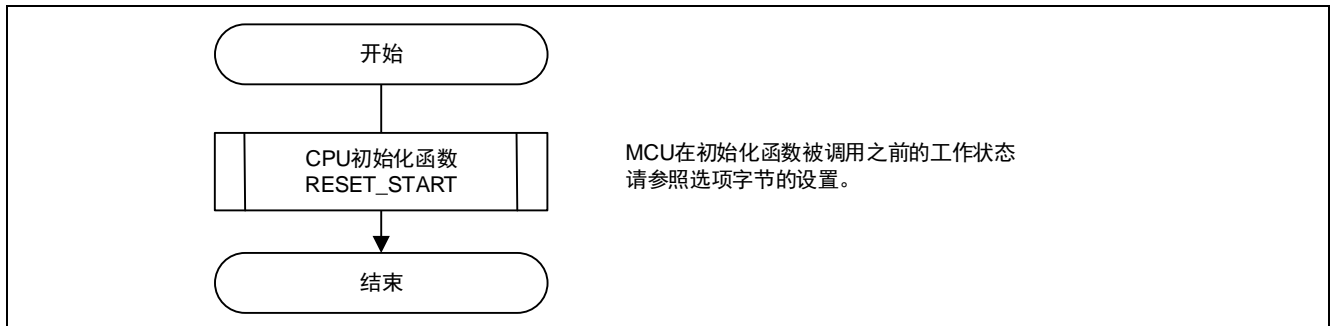 开始
CPU初始化函数
RESET_START
MCU在初始化函数被调用之前的工作状态
请参照选项字节的设置。
结束